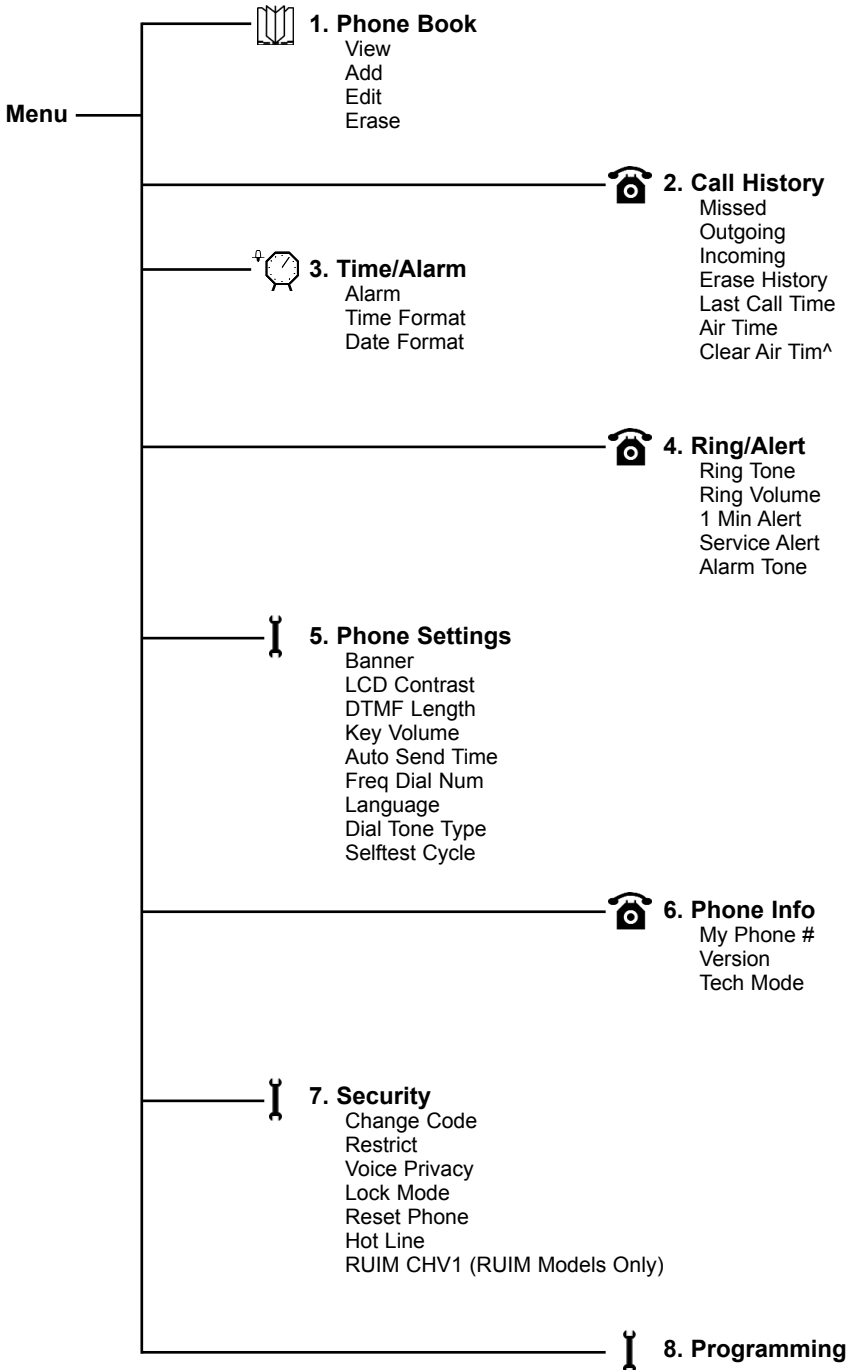 Menu
1. Phone Book
View
Add
Edit
Erase
2. Call History
Missed
Outgoing
Incoming
Erase History
Last Call Time
Air Time
Clear Air Tim^
3. Time/Alarm
Alarm
Time Format
Date Format
4. Ring/Alert
Ring Tone
Ring Volume
1 Min Alert
Service Alert
Alarm Tone
5. Phone Settings
Banner
LCD Contrast
DTMF Length
Key Volume
Auto Send Time
Freq Dial Num
Language
Dial Tone Type
Selftest Cycle
6. Phone Info
My Phone #
Version
Tech Mode
7. Security
Change Code
Restrict
Voice Privacy
Lock Mode
Reset Phone
Hot Line
RUIM CHV1 (RUIM Models Only)
8. Programming